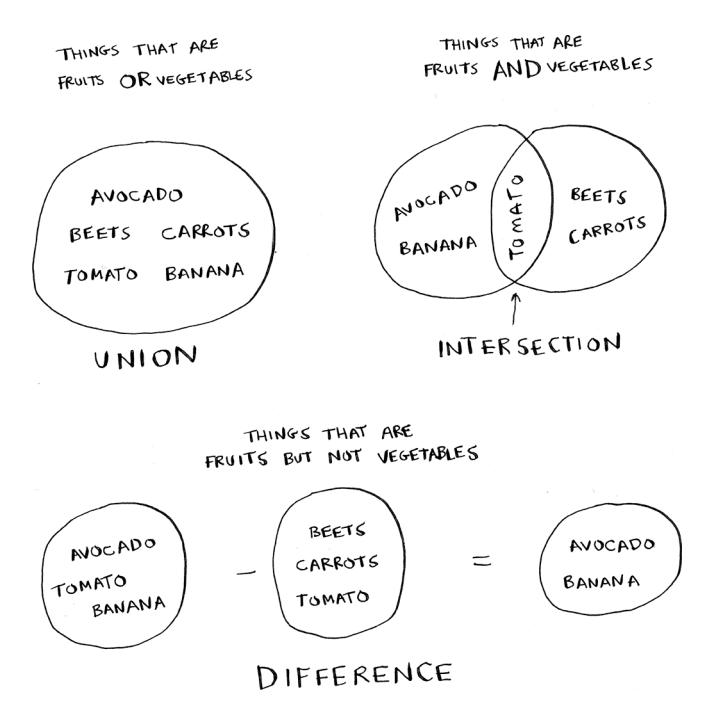 THINGS THAT ARE
FRUITS OR VEGETABLES
AVOCADO
BEETS CARROTS
TOMATO BANANA
UNION
THINGS THAT ARE
FRUITS AND VEGETABLES
AVOCADO
BANANA
TOMATO
BEETS
CARROTS
INTERSECTION
THINGS THAT ARE
FRUITS BUT NOT VEGETABLES
AVOCADO
TOMATO
BANANA
-
BEETS
CARROTS
TOMATO
=
AVOCADO
BANANA
DIFFERENCE